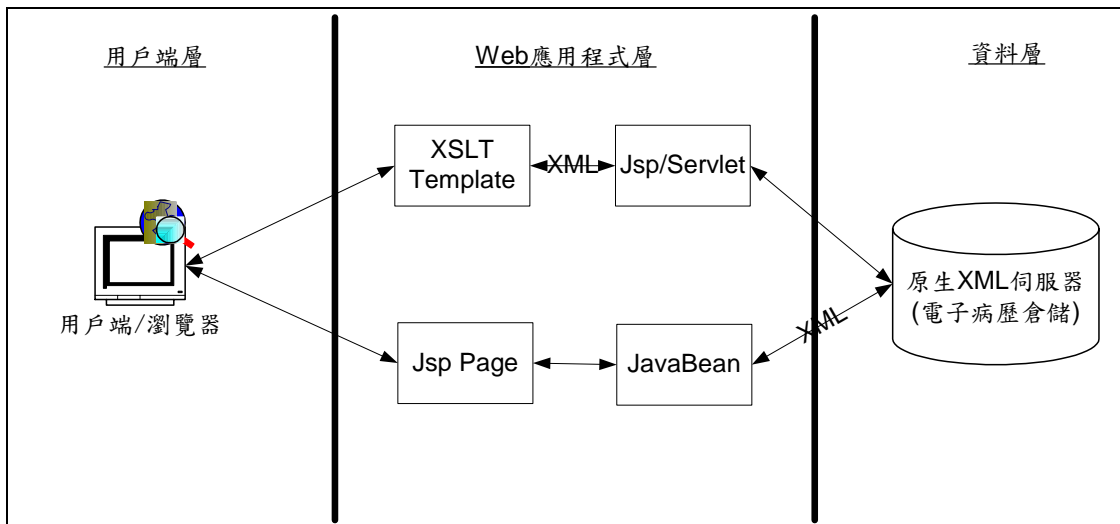 用戶端層
Web應用程式層
資料層
XSLT
Template
XML
Jsp/Servlet
用戶端/瀏覽器
原生XML伺服器
(電子病歷倉儲)
XML
Jsp Page
JavaBean